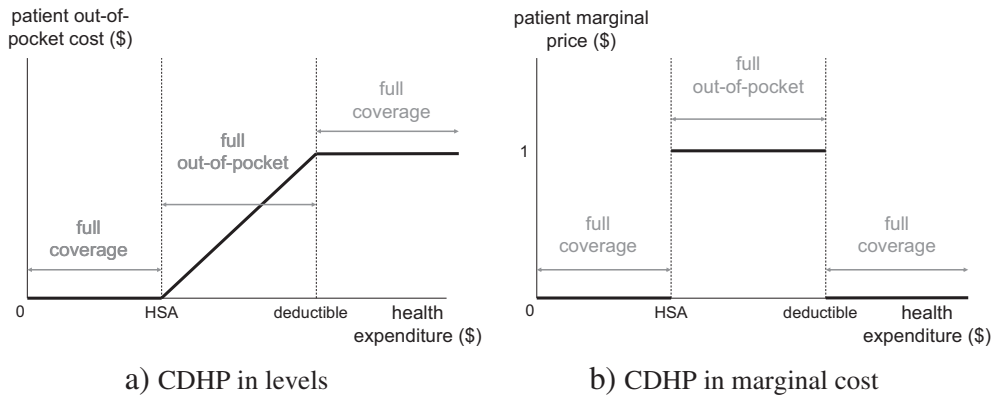 patient out-of-
pocket cost ($)
full
coverage
full
out-of-pocket
full
coverage
0
HSA
deductible
health
expenditure ($)
a) CDHP in levels
patient marginal
price ($)
full
out-of-pocket
1
full
coverage
full
coverage
0
HSA
deductible
health
expenditure ($)
b) CDHP in marginal cost